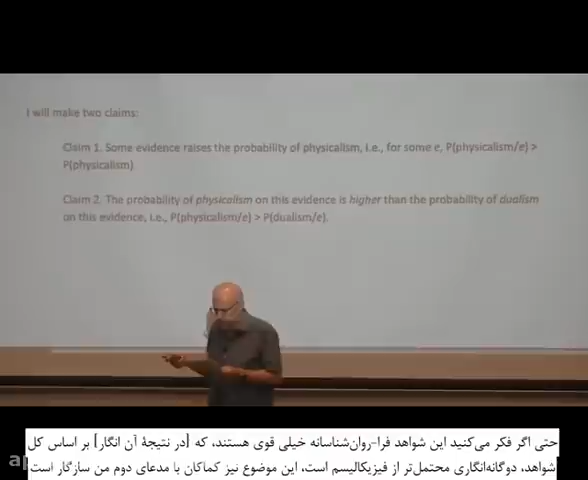 I will make two claims:
Claim 1. Some evidence raises the probability of physicalism, i.e., for some e, P(physicalism/e) >
P(physicalism)
Claim 2. The probability of physicalism on this evidence is higher than the probability of dualism
on this evidence, i.e., P(physicalism/e) > P(dualism/e).
حتی اگر فکر می‌کنید این شواهد فرا-روان‌شناسانه خیلی قوی هستند، که [در نتیجهٔ آن انگار] بر اساس کل
شواهد، دوگانه‌انگاری محتمل‌تر از فیزیکالیسم است، این موضوع نیز کماکان با مدعای دوم من سازگار است